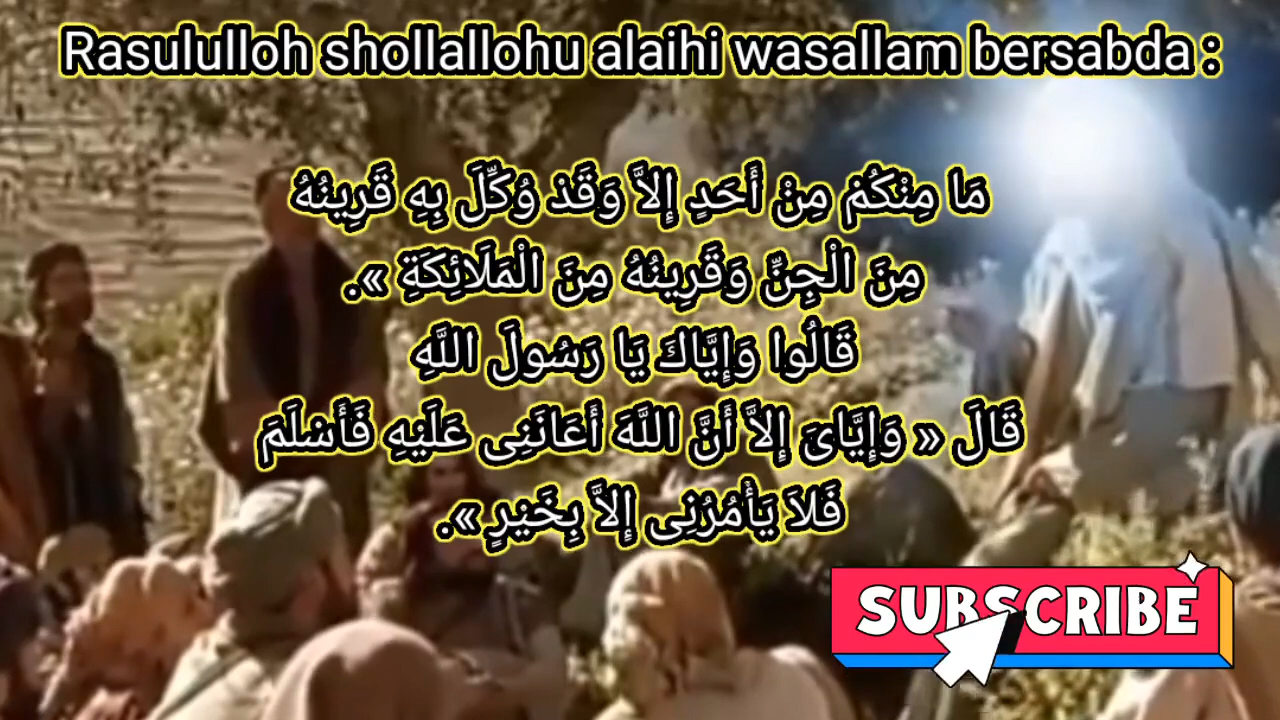 Rasululloh shollallohu alaihi wasallam bersabda :
مَا مِنْكُمْ مِنْ أَحَدٍ إِلاَّ وَقَدْ وُكِّلَ بِهِ قَرِينُهُ
مِنَ الْجِنِّ وَقَرِينُهُ مِنَ الْمَلَائِكَةِ ».
قَالُوا وَإِيَّاكَ يَا رَسُولَ اللَّهِ
قَالَ « وَإِيَّاىَ إِلاَّ أَنَّ اللَّهَ أَعَانَنِى عَلَيْهِ فَأَسْلَمَ
فَلاَ يَأْمُرُنِى إِلاَّ بِخَيْرٍ ».
SUBSCRIBE